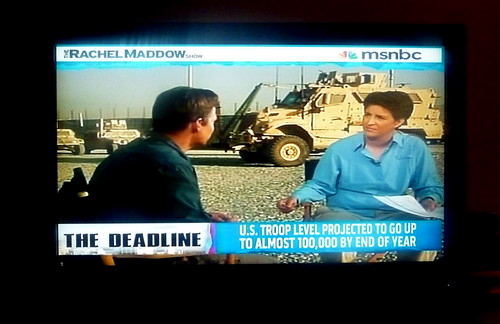 THE RACHEL MADDOW SHOW
msnbc
THE DEADLINE
U.S. TROOP LEVEL PROJECTED TO GO UP
TO ALMOST 100,000 BY END OF YEAR